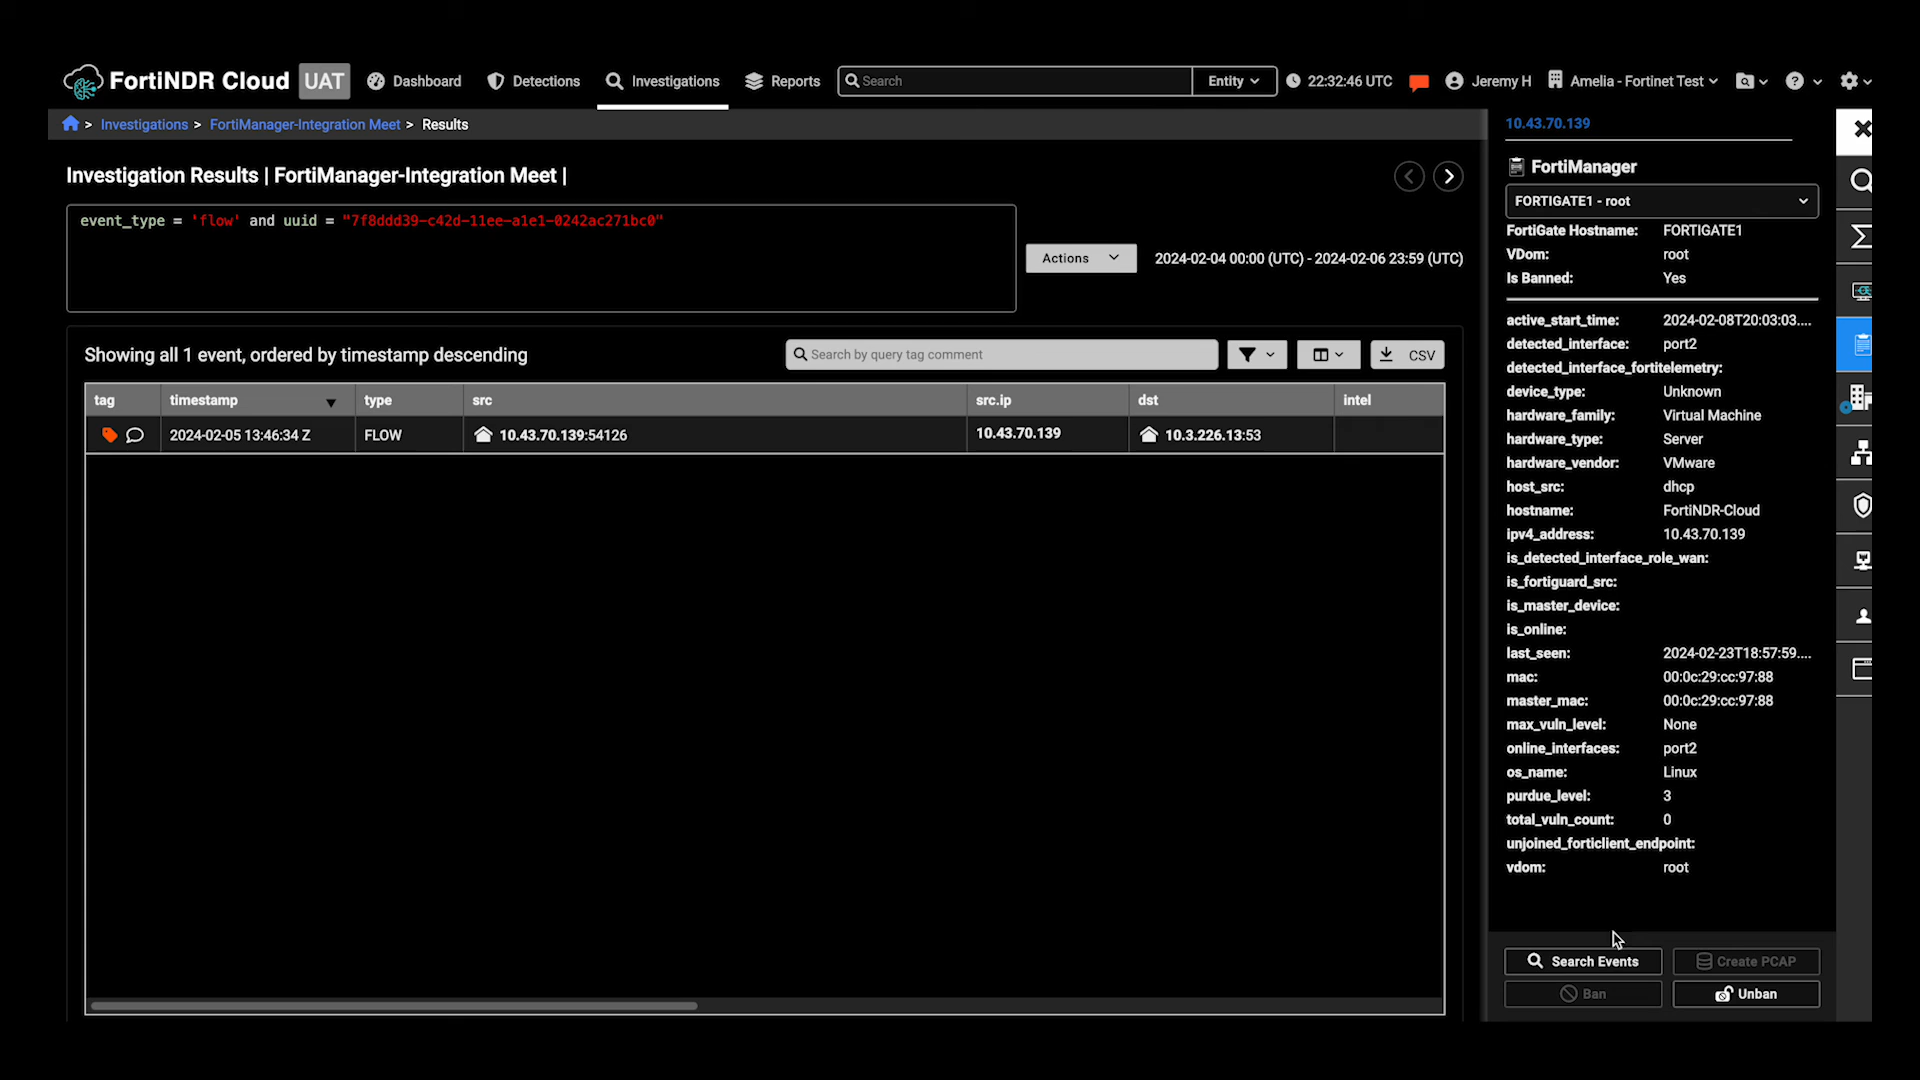 FortiNDR Cloud UAT Dashboard Detections Investigations Reports Search Entity 22:32:46 UTC Jeremy H Amelia - Fortinet Test
> Investigations > FortiManager-Integration Meet > Results
Investigation Results | FortiManager-Integration Meet |
event_type = 'flow' and uuid = "7f8ddd39-c42d-11ee-a1e1-0242ac271bc0"
Actions 2024-02-04 00:00 (UTC) - 2024-02-06 23:59 (UTC)
Showing all 1 event, ordered by timestamp descending Search by query tag comment CSV
tag timestamp type src src.ip dst intel
2024-02-05 13:46:34 Z FLOW 10.43.70.139:54126 10.43.70.139 10.3.226.13:53
10.43.70.139
FortiManager
FORTIGATE1 - root
FortiGate Hostname: FORTIGATE1
VDom: root
Is Banned: Yes
active_start_time: 2024-02-08T20:03:03....
detected_interface: port2
detected_interface_fortitelemetry:
device_type: Unknown
hardware_family: Virtual Machine
hardware_type: Server
hardware_vendor: VMware
host_src: dhcp
hostname: FortiNDR-Cloud
ipv4_address: 10.43.70.139
is_detected_interface_role_wan:
is_fortiguard_src:
is_master_device:
is_online:
last_seen: 2024-02-23T18:57:59....
mac: 00:0c:29:cc:97:88
master_mac: 00:0c:29:cc:97:88
max_vuln_level: None
online_interfaces: port2
os_name: Linux
purdue_level: 3
total_vuln_count: 0
unjoined_forticlient_endpoint:
vdom: root
Search Events Create PCAP
Ban Unban